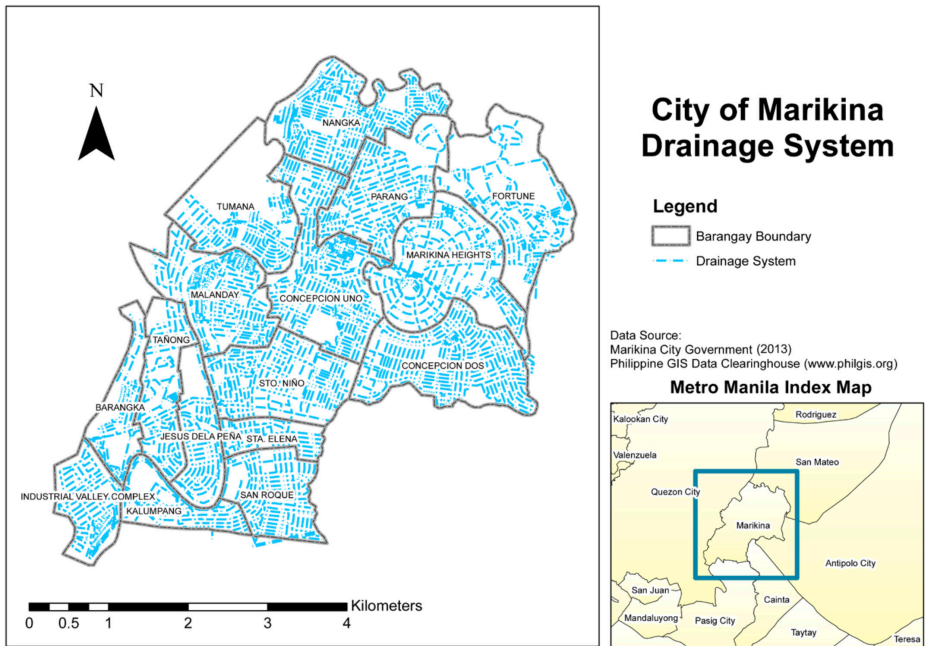 N
NANGKA
PARANG
FORTUNE
TUMANA
MARIKINA HEIGHTS
MALANDAY
CONCEPCION UNO
TAÑONG
CONCEPCION DOS
STO. NIÑO
BARANGKA
JESUS DELA PEÑA
STA. ELENA
INDUSTRIAL VALLEY COMPLEX
SAN ROQUE
KALUMPANG
Kilometers
0 0.5 1 2 3 4
City of Marikina
Drainage System
Legend
Barangay Boundary
Drainage System
Data Source:
Marikina City Government (2013)
Philippine GIS Data Clearinghouse (www.philgis.org)
Metro Manila Index Map
Rodriguez
Kalookan City
Valenzuela
San Mateo
Quezon City
Marikina
Antipolo City
San Juan
Cainta
Mandaluyong
Pasig City
Taytay
Teresa